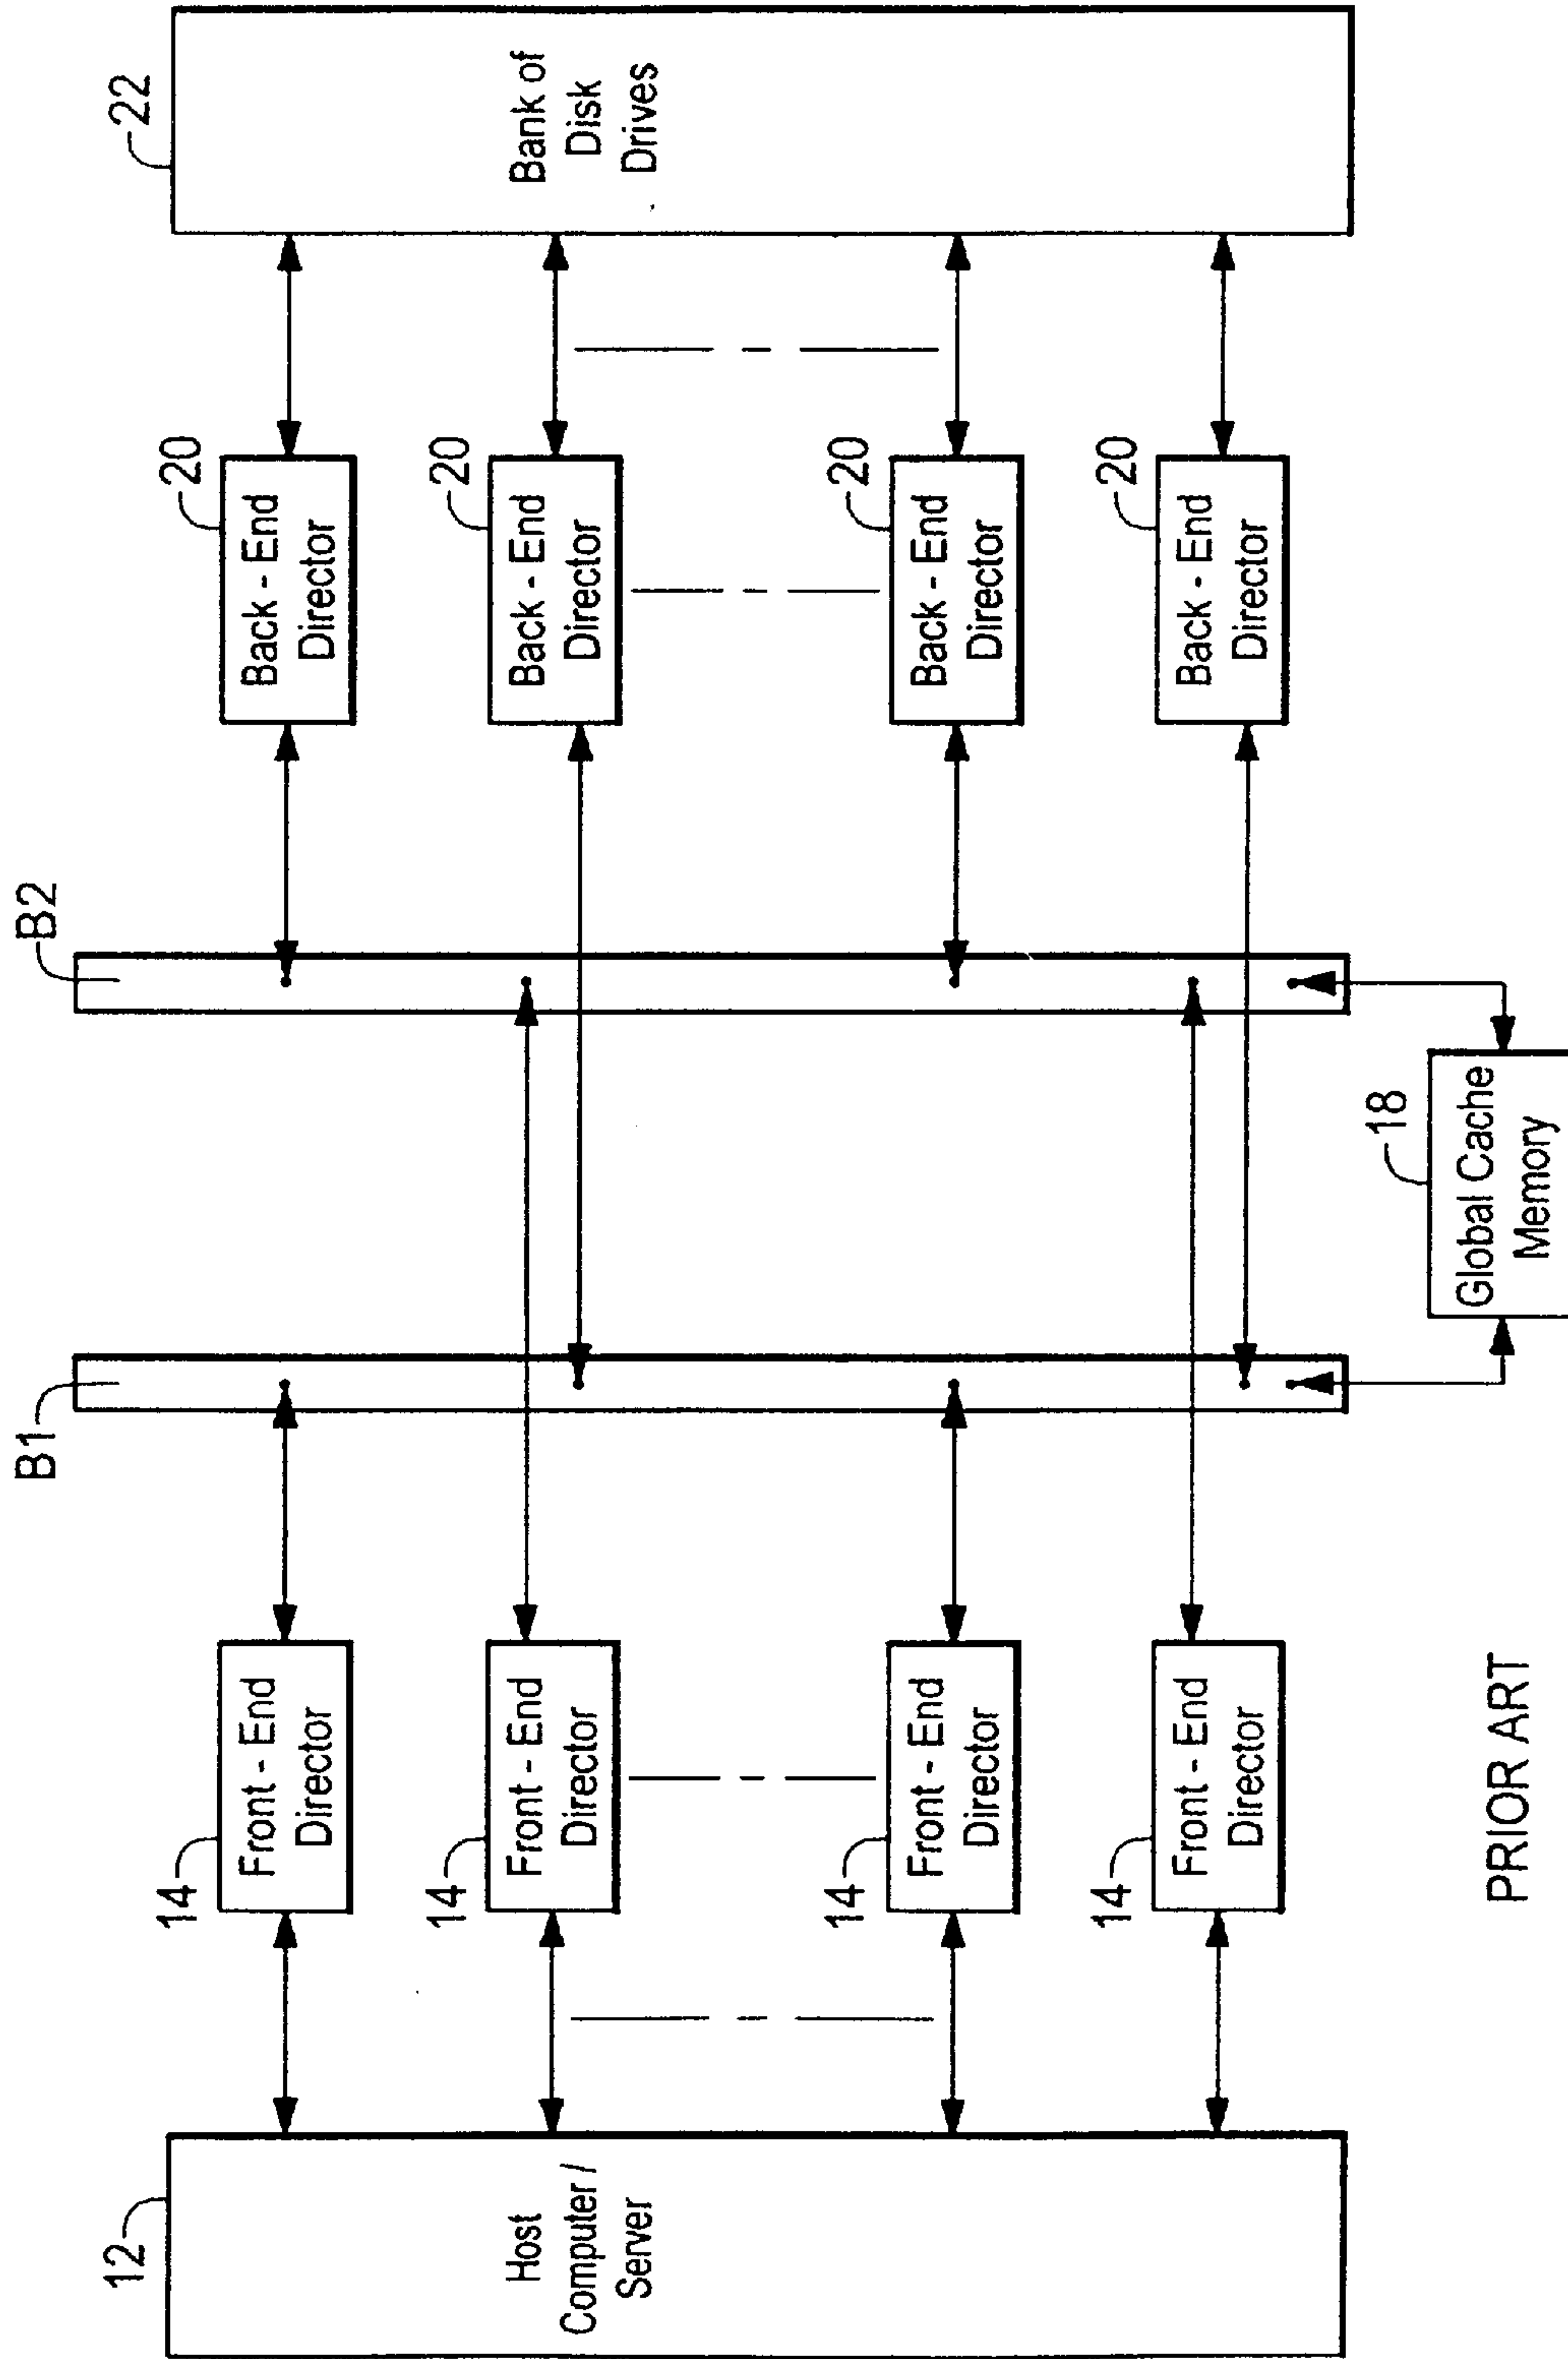 B1
B2
12
Host
Computer /
Server
14
Front - End
Director
20
Back - End
Director
22
Bank of
Disk
Drives
14
Front - End
Director
20
Back - End
Director
14
Front - End
Director
20
Back - End
Director
14
Front - End
Director
20
Back - End
Director
18
Global Cache
Memory
PRIOR ART